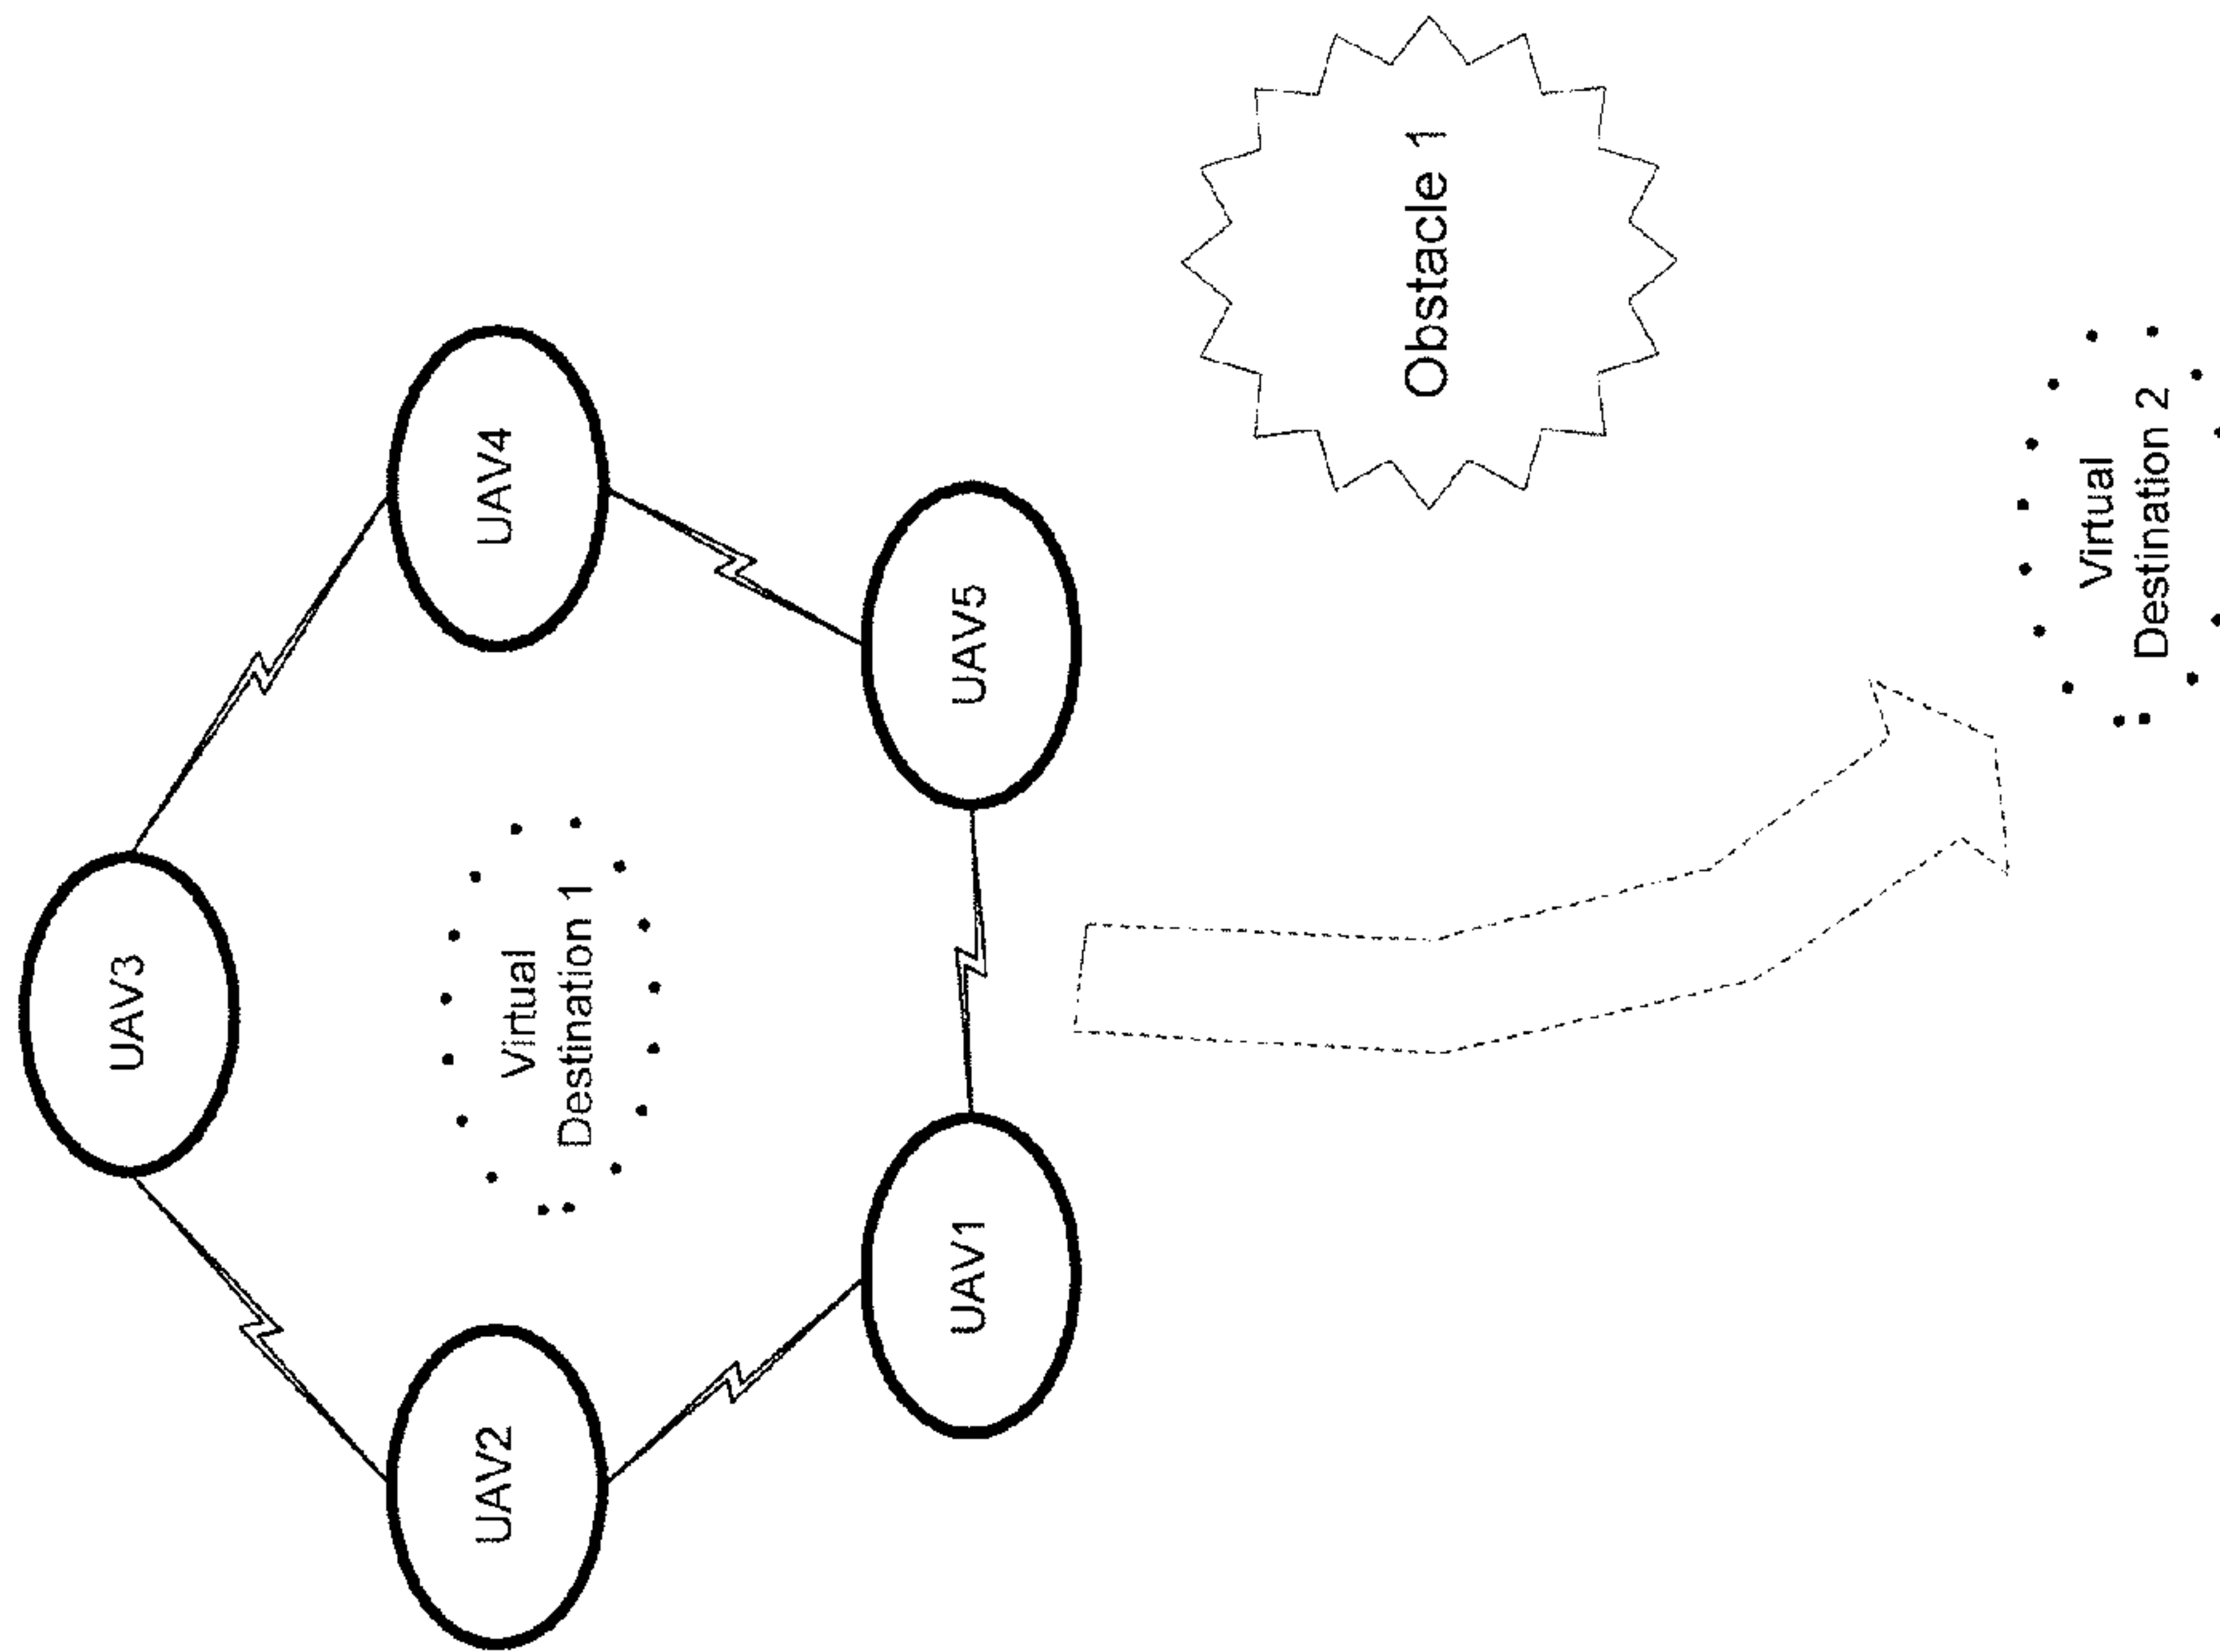 UAV3
UAV2
UAV4
Virtual
Destination 1
UAV1
UAV5
Obstacle 1
Virtual
Destination 2